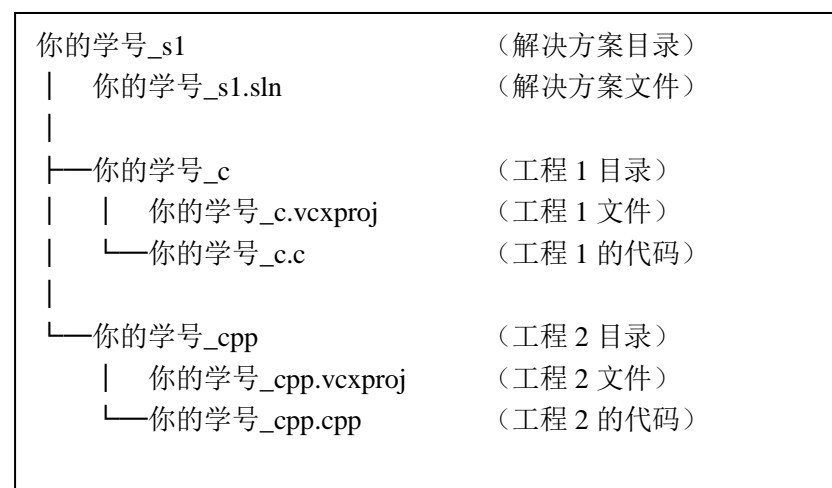 你的学号_s1 （解决方案目录）
│ 你的学号_s1.sln （解决方案文件）
│
├──你的学号_c （工程 1 目录）
│ │ 你的学号_c.vcxproj （工程 1 文件）
│ └──你的学号_c.c （工程 1 的代码）
│
└──你的学号_cpp （工程 2 目录）
│ 你的学号_cpp.vcxproj （工程 2 文件）
└──你的学号_cpp.cpp （工程 2 的代码）